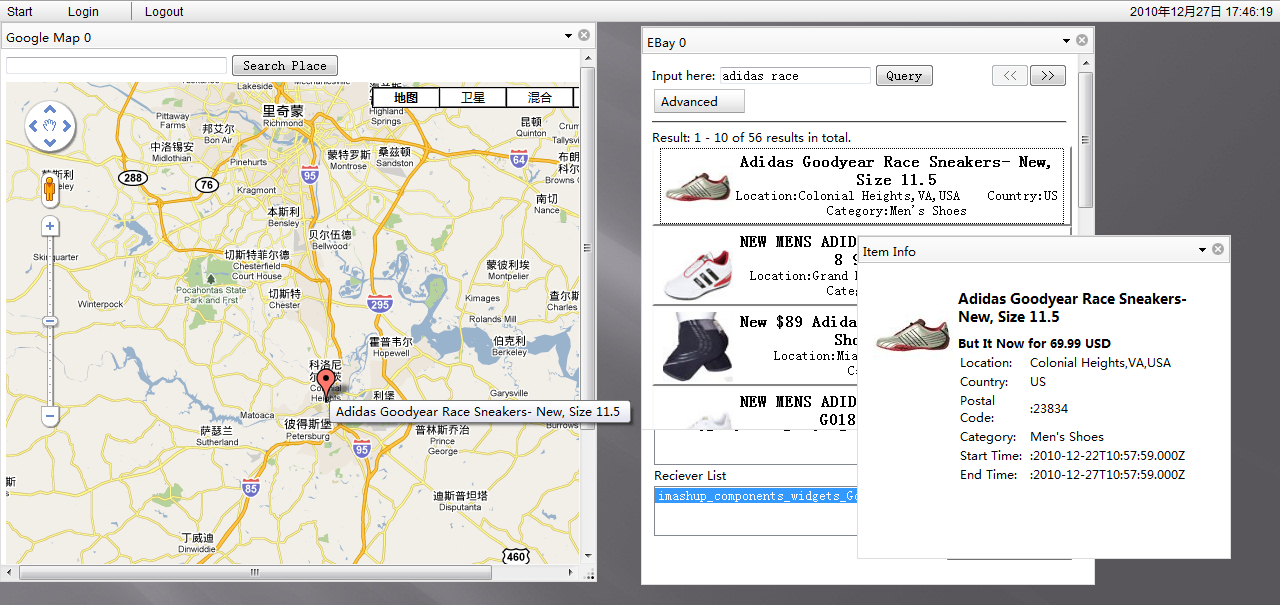 Start Login Logout 2010年12月27日 17:46:19
Google Map 0
Search Place
地图 卫星 混合
Lakeside
Highland Springs
里奇蒙
Richmond
Pittaway Farms
邦艾尔
Bon Air
中洛锡安
Midlothian
蒙特罗斯
Montrose
桑兹顿
Sandston
昆顿
Quinton
64
Pinehurts
95
288
76
Kragmont
南切
Nance
本斯利
Bensley
贝尔伍德
Bellwood
切斯特菲尔德
Chesterfield Court House
蒙彼利埃
Montpelier
Pocahontas State Park and Frst
切斯特
Chester
Winterpock
295
Kimages
Rolands Mill
查尔斯
霍普韦尔
Hopewell
伯克利
Berkeley
科洛尼
Colonial
Heights
利堡
Garysville
Matoaca
Adidas Goodyear Race Sneakers- New, Size 11.5
萨瑟兰
Sutherland
彼得斯堡
Petersburg
普林斯乔治
Prince George
Burrows
95
85
迪斯普坦塔
Disputanta
丁威迪
Dinwiddie
460
EBay 0
Input here: adidas race Query << >>
Advanced
Result: 1 - 10 of 56 results in total.
Adidas Goodyear Race Sneakers- New,
Size 11.5
Location:Colonial Heights,VA,USA Country:US
Category:Men's Shoes
NEW MENS ADID
8
Location:Grand
Cate
New $89 Adida
Sho
Location:Mia
C
NEW MENS ADID
G018
Reciever List
imashup_components_widgets_Go
Item Info
Adidas Goodyear Race Sneakers-
New, Size 11.5
But It Now for 69.99 USD
Location: Colonial Heights,VA,USA
Country: US
Postal
Code: :23834
Category: Men's Shoes
Start Time: :2010-12-22T10:57:59.000Z
End Time: :2010-12-27T10:57:59.000Z